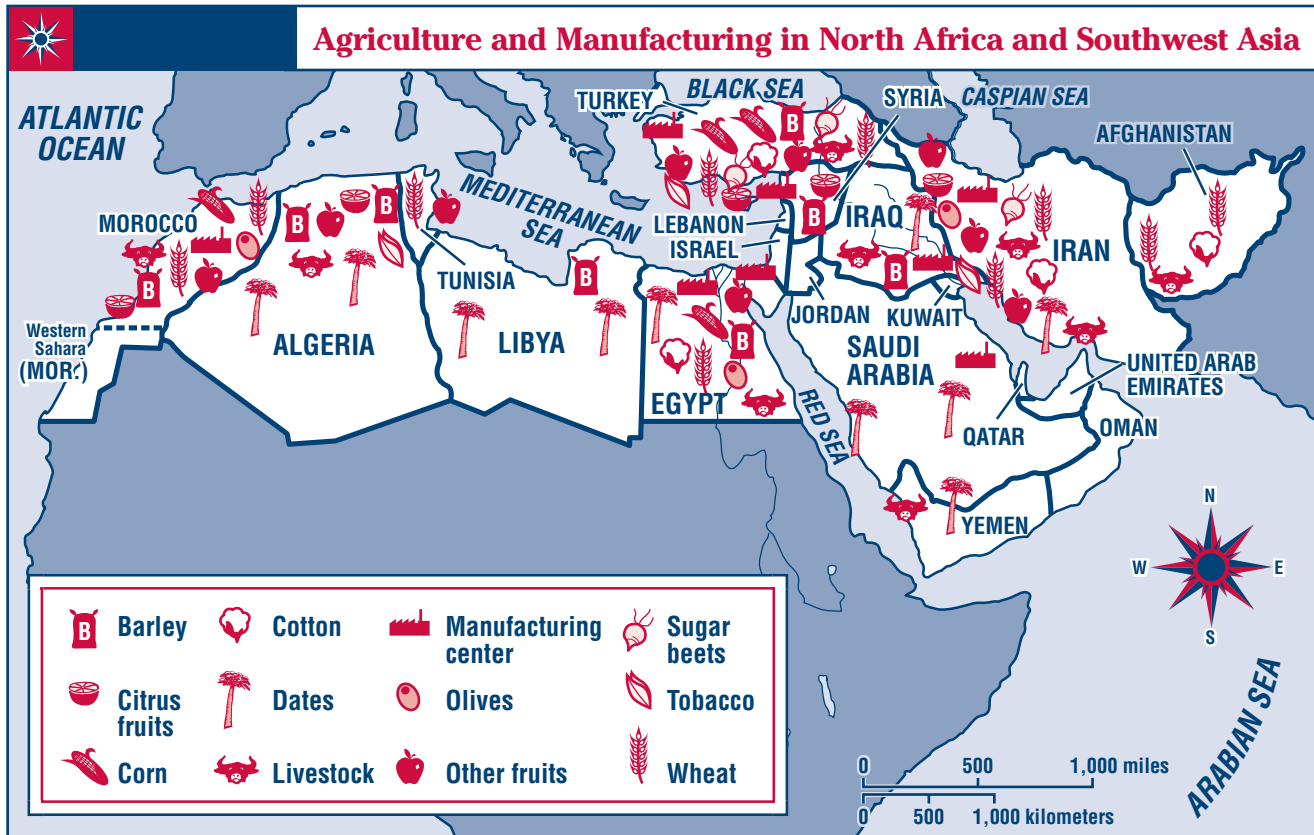 Agriculture and Manufacturing in North Africa and Southwest Asia
ATLANTIC
OCEAN
BLACK SEA
CASPIAN SEA
TURKEY
SYRIA
AFGHANISTAN
MEDITERRANEAN
SEA
MOROCCO
LEBANON
ISRAEL
IRAQ
IRAN
TUNISIA
JORDAN
KUWAIT
Western
Sahara
(MOR.)
ALGERIA
LIBYA
EGYPT
SAUDI
ARABIA
UNITED ARAB
EMIRATES
RED SEA
QATAR
OMAN
YEMEN
B
B
B
B
B
B
B
B
N
W
E
S
ARABIAN SEA
B
Barley
Cotton
Manufacturing
center
Sugar
beets
Citrus
fruits
Dates
Olives
Tobacco
Corn
Livestock
Other fruits
Wheat
0 500 1,000 miles
0 500 1,000 kilometers